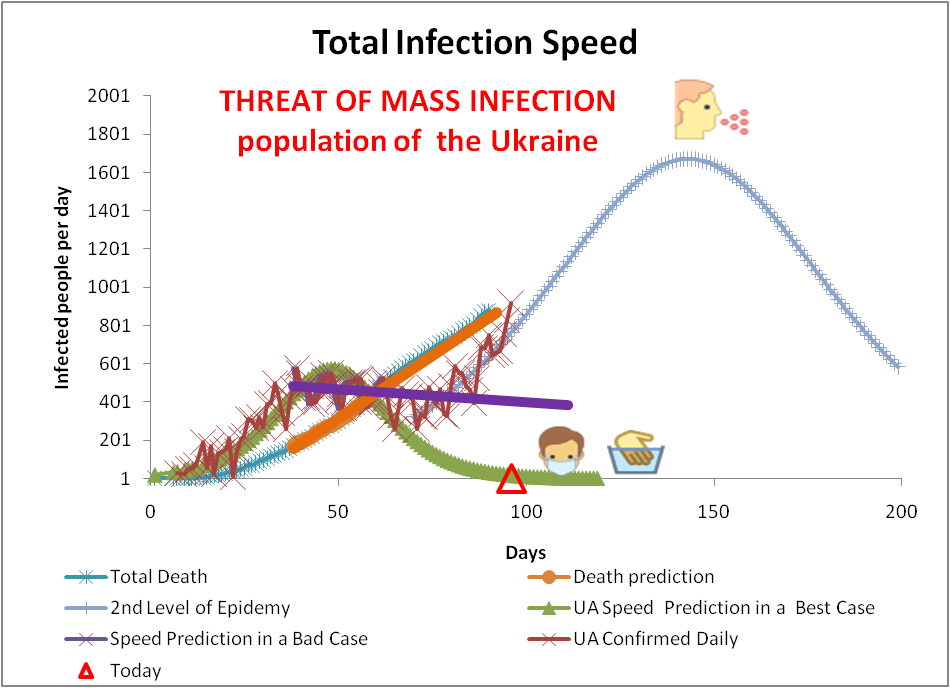 Total Infection Speed
THREAT OF MASS INFECTION
population of the Ukraine
Infected people per day
2001
1801
1601
1401
1201
1001
801
601
401
201
1
0
50
100
150
200
Days
Total Death
Death prediction
2nd Level of Epidemy
UA Speed Prediction in a Best Case
Speed Prediction in a Bad Case
UA Confirmed Daily
Today